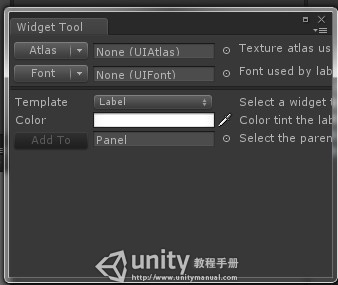 Widget Tool
Atlas None (UIAtlas) Texture atlas us
Font None (UIFont) Font used by lab
Template Label Select a widget t
Color Color tint the lab
Add To Panel Select the paren
unity 教程手册
http://www.unitymanual.com